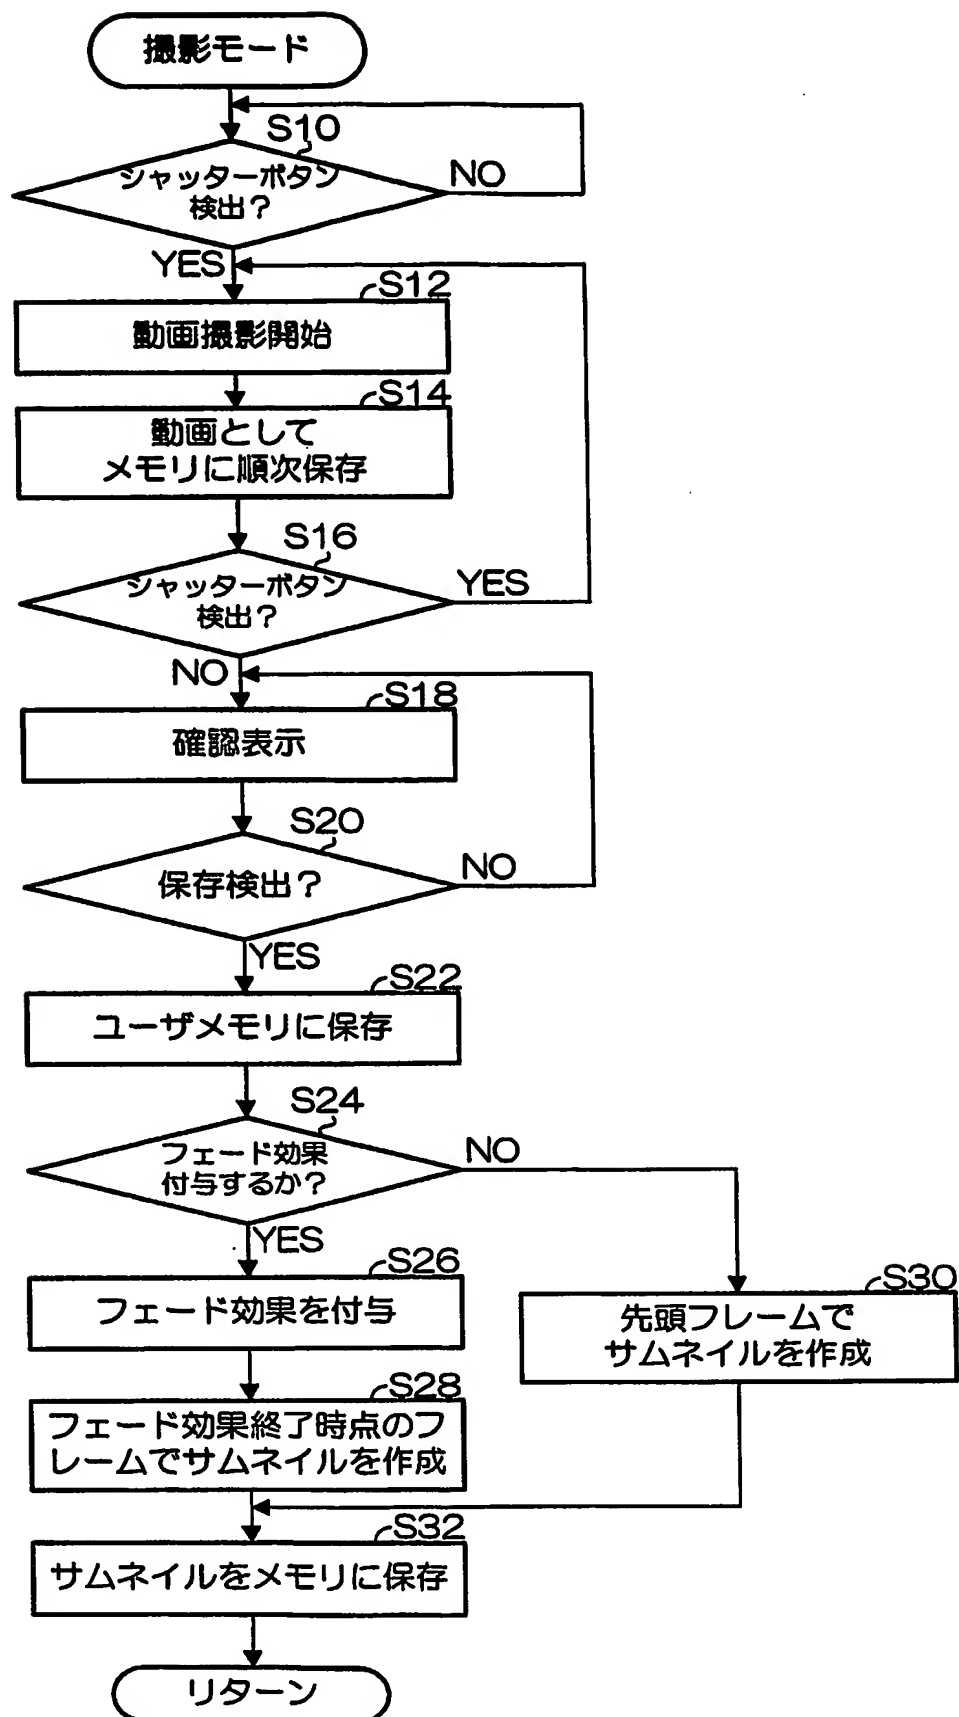 撮影モード
S10
シャッターボタン
検出？
NO
YES
S12
動画撮影開始
S14
動画として
メモリに順次保存
S16
シャッターボタン
検出？
YES
NO
S18
確認表示
S20
保存検出？
NO
YES
S22
ユーザメモリに保存
S24
フェード効果
付与するか？
NO
YES
S26
フェード効果を付与
S30
先頭フレームで
サムネイルを作成
S28
フェード効果終了時点のフ
レームでサムネイルを作成
S32
サムネイルをメモリに保存
リターン